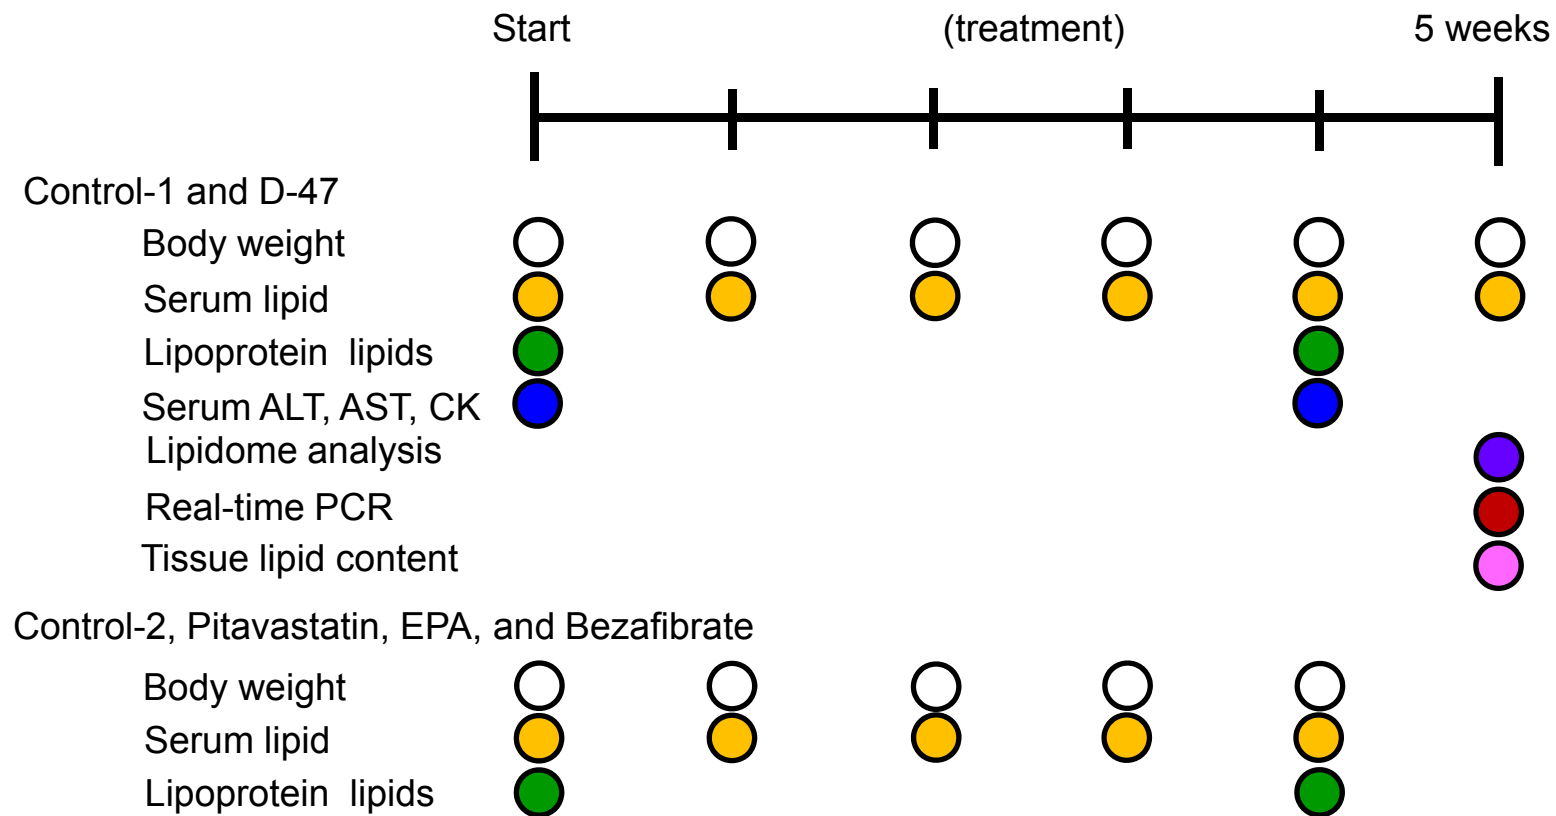 Start (treatment) 5 weeks
Control-1 and D-47
Body weight
Serum lipid
Lipoprotein lipids
Serum ALT, AST, CK
Lipidome analysis
Real-time PCR
Tissue lipid content
Control-2, Pitavastatin, EPA, and Bezafibrate
Body weight
Serum lipid
Lipoprotein lipids